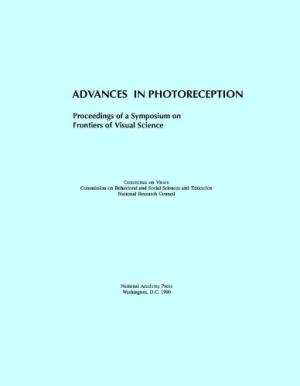 ADVANCES IN PHOTORECEPTION
Proceedings of a Symposium on
Frontiers of Visual Science
Committee on Vision
Commission on Behavioral and Social Sciences and Education
National Research Council
National Academy Press
Washington, D.C. 1990